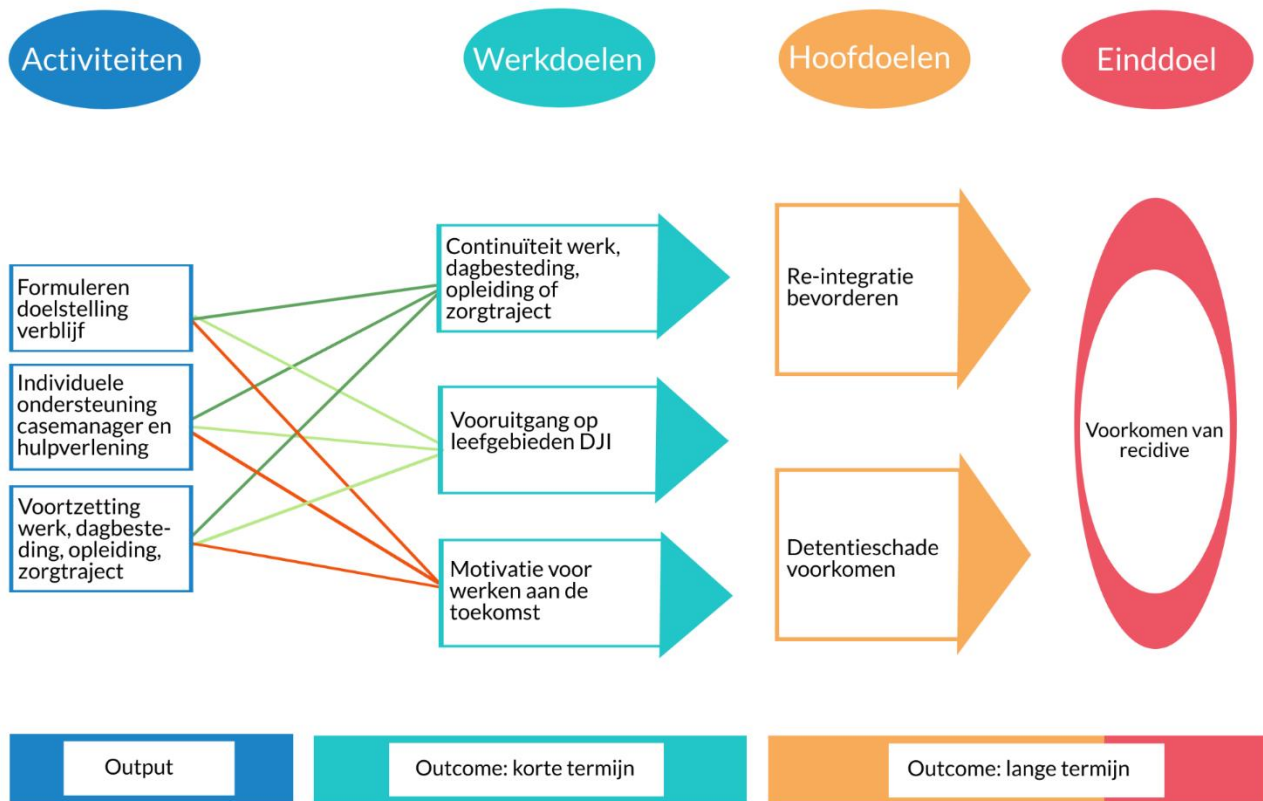 Activiteiten
Werkdoelen
Hoofdoelen
Einddoel
Formuleren
doelstelling
verblijf
Individuele
ondersteuning
casemanager en
hulpverlening
Voortzetting
werk, dagbeste-
ding, opleiding,
zorgtraject
Continuïteit werk,
dagbesteding,
opleiding of
zorgtraject
Vooruitgang op
leefgebieden DJI
Motivatie voor
werken aan de
toekomst
Re-integratie
bevorderen
Detentieschade
voorkomen
Voorkomen van
recidive
Output
Outcome: korte termijn
Outcome: lange termijn